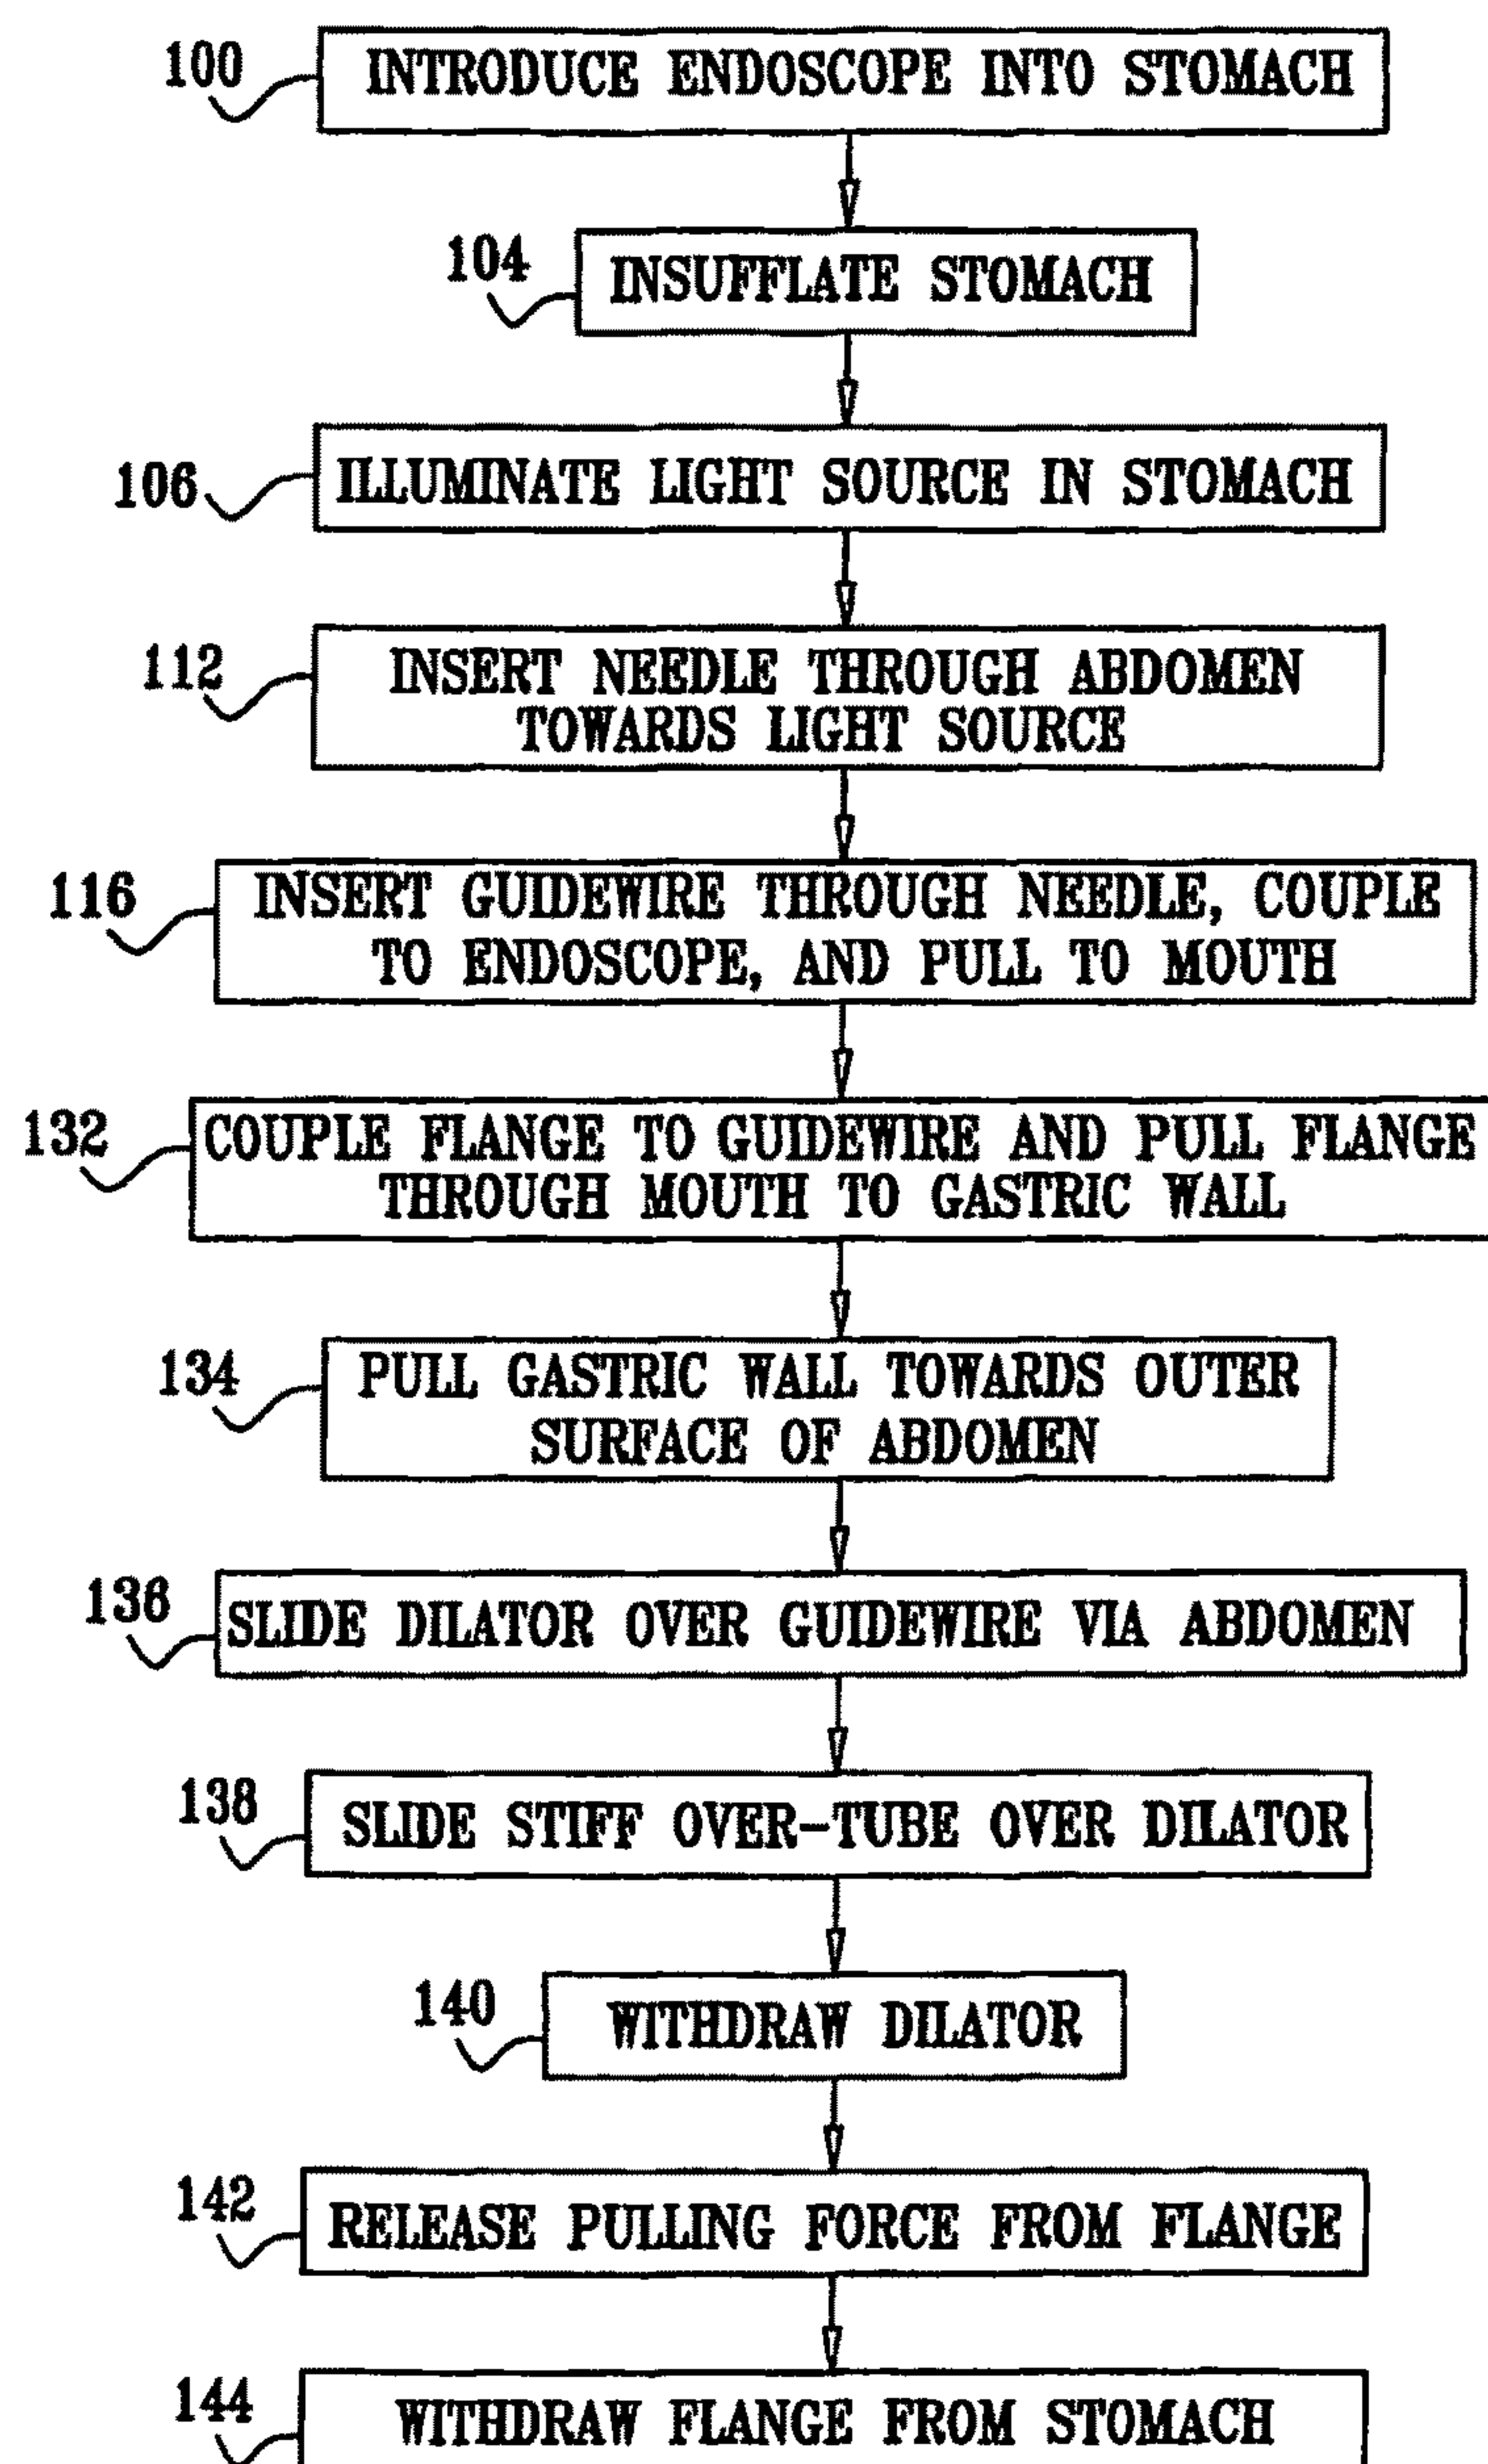 100
INTRODUCE ENDOSCOPE INTO STOMACH
104
INSUFFLATE STOMACH
106
ILLUMINATE LIGHT SOURCE IN STOMACH
112
INSERT NEEDLE THROUGH ABDOMEN
TOWARDS LIGHT SOURCE
116
INSERT GUIDEWIRE THROUGH NEEDLE, COUPLE
TO ENDOSCOPE, AND PULL TO MOUTH
132
COUPLE FLANGE TO GUIDEWIRE AND PULL FLANGE
THROUGH MOUTH TO GASTRIC WALL
134
PULL GASTRIC WALL TOWARDS OUTER
SURFACE OF ABDOMEN
136
SLIDE DILATOR OVER GUIDEWIRE VIA ABDOMEN
138
SLIDE STIFF OVER-TUBE OVER DILATOR
140
WITHDRAW DILATOR
142
RELEASE PULLING FORCE FROM FLANGE
144
WITHDRAW FLANGE FROM STOMACH